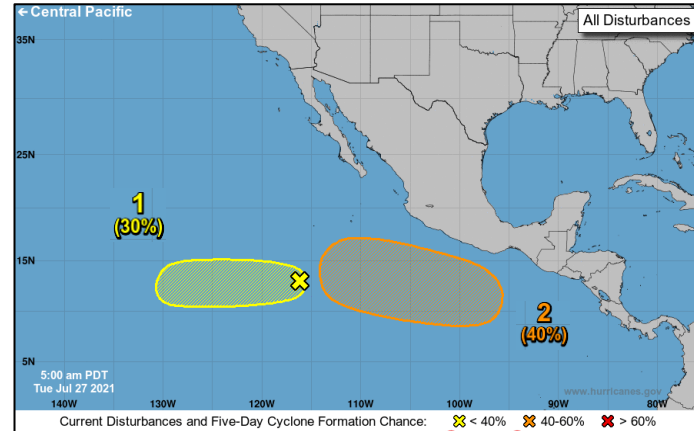 ← Central Pacific
All Disturbances
35N
25N
1
(30%)
15N
2
(40%)
5N
5:00 am PDT
Tue Jul 27 2021
www.hurricanes.gov
140W 130W 120W 110W 100W 90W 80W
Current Disturbances and Five-Day Cyclone Formation Chance: < 40% 40-60% > 60%